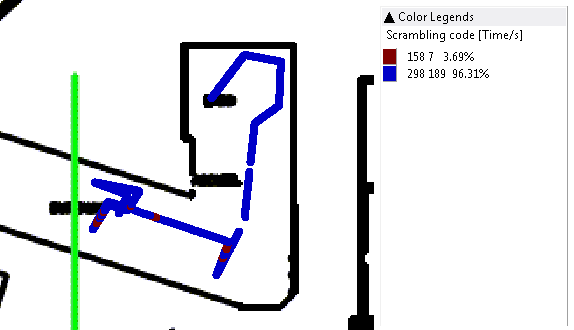 Color Legends
Scrambling code [Time/s]
158 7 3.69%
298 189 96.31%